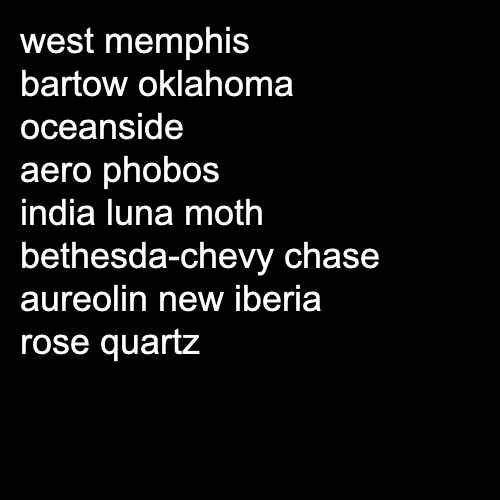 west memphis
bartow oklahoma
oceanside
aero phobos
india luna moth
bethesda-chevy chase
aureolin new iberia
rose quartz